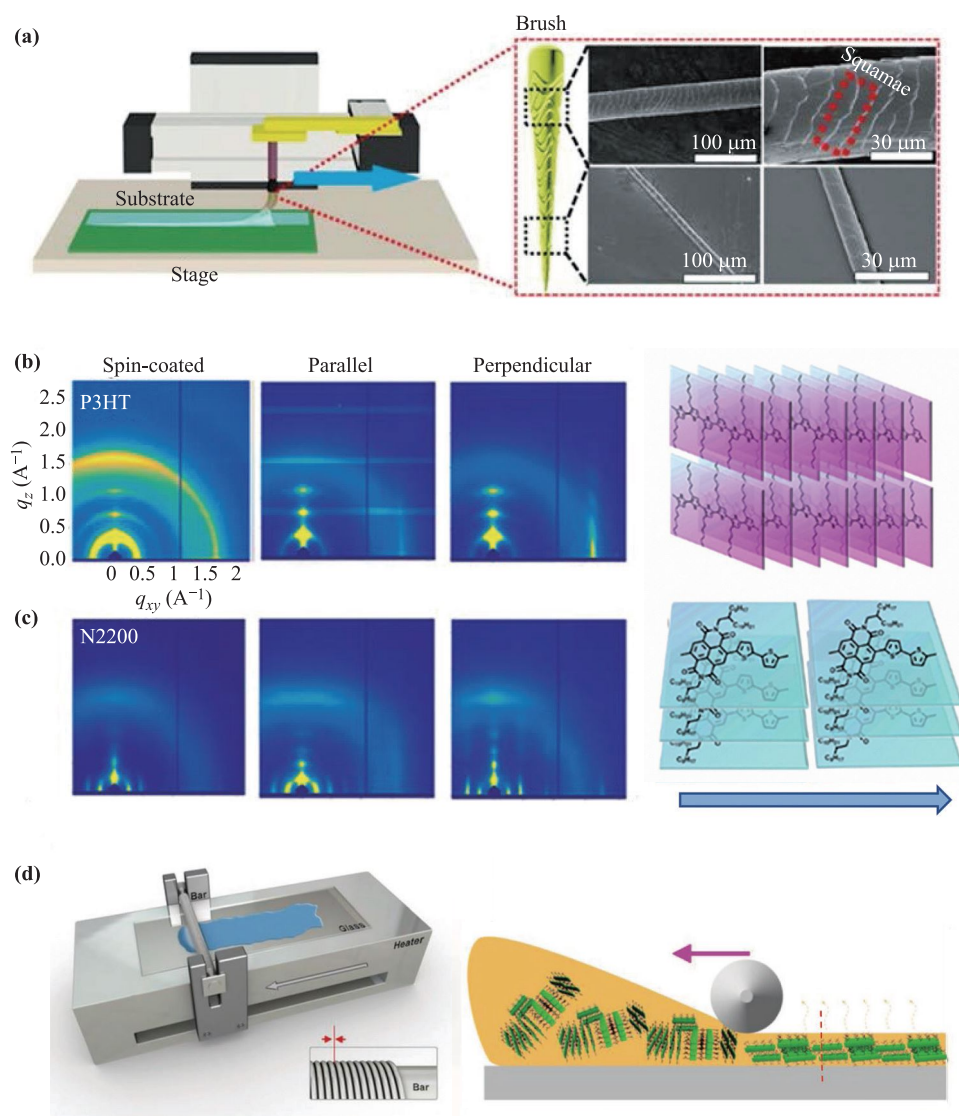 (a)
Brush
Squamae
100 μm
30 μm
Substrate
100 μm
30 μm
Stage
(b)
Spin-coated
Parallel
Perpendicular
P3HT
2.5
2.0
1.5
1.0
0.5
0.0
q_z (A⁻¹)
0 0.5 1 1.5 2
q_xy (A⁻¹)
(c)
N2200
(d)
Bar
Glass
Heater
Bar